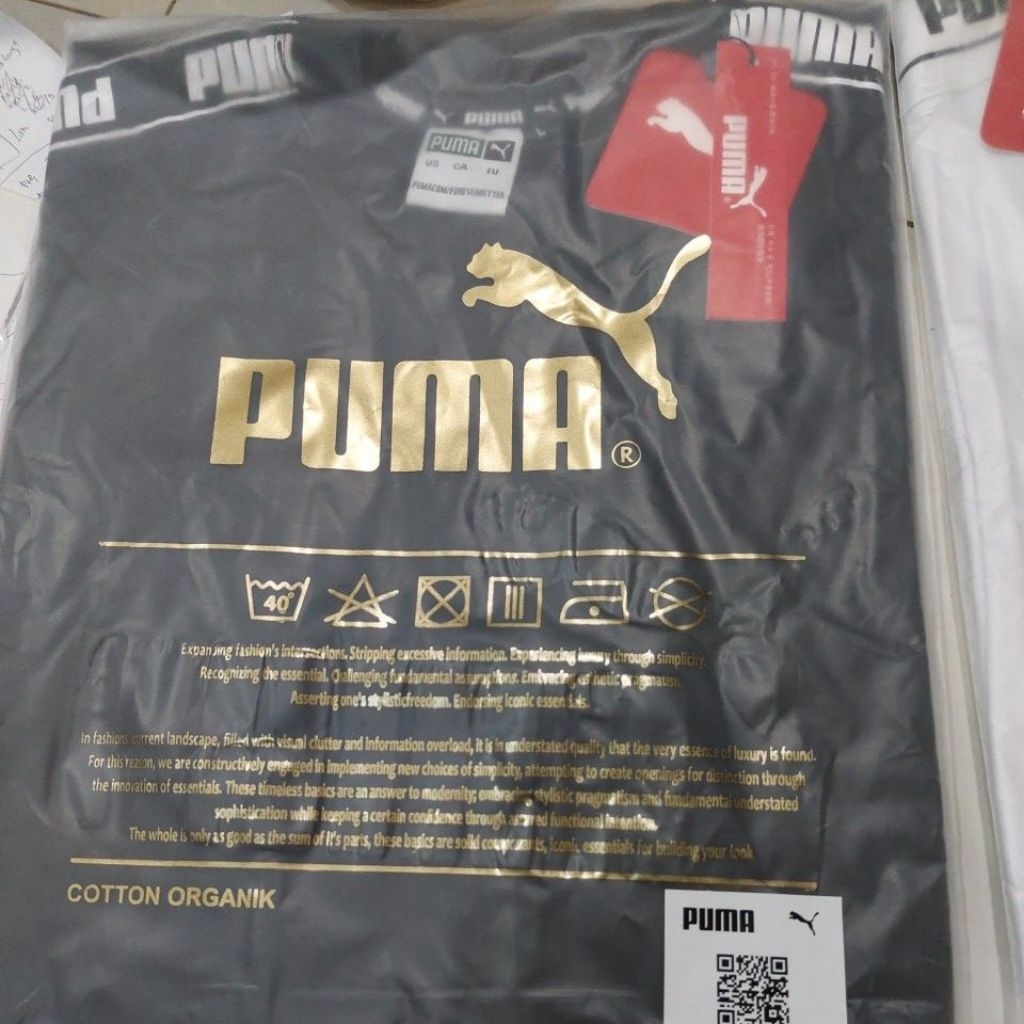 PUMA
PUMA
PUMA
PUMA
US CA EU
PUMA.COM/FOREVERBETTER
PUMA
PUMA®
40°
Expanding fashion's intersections. Stripping excessive information. Experiencing luxury through simplicity.
Recognizing the essential. Challenging fundamental assumptions. Embracing esthetic pragmatism.
Asserting one's stylisticfreedom. Endorsing iconic essentials.
In fashions current landscape, filled with visual clutter and information overload, it is in understated quality that the very essence of luxury is found.
For this reason, we are constructively engaged in implementing new choices of simplicity, attempting to create openings for distinction through
the innovation of essentials. These timeless basics are an answer to modernity; embracing stylistic pragmatism and fundamental understated
sophistication while keeping a certain confidence through assured functional intention.
The whole is only as good as the sum of it's parts, these basics are solid iconic essentials for building your look
COTTON ORGANIK
PUMA